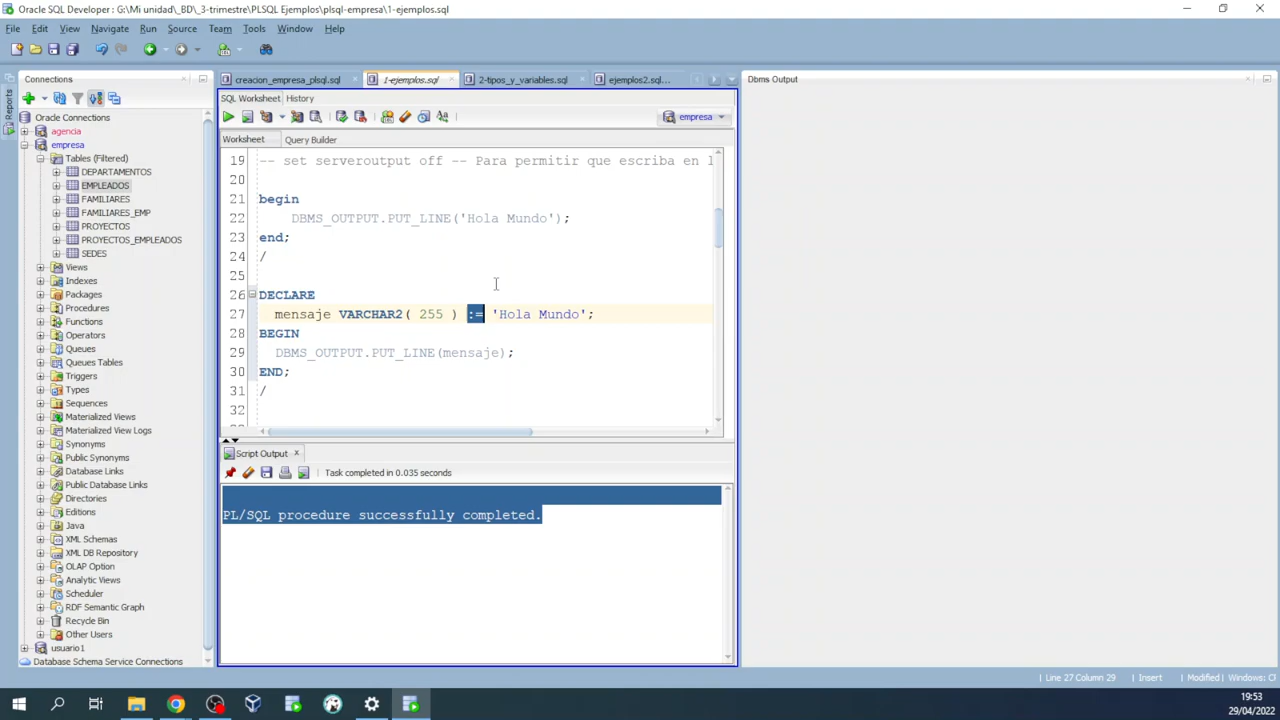 Oracle SQL Developer : G:\Mi unidad\_BD\_3-trimestre\PLSQL Ejemplos\plsql-empresa\1-ejemplos.sql
File Edit View Navigate Run Source Team Tools Window Help
Connections
Reports
Oracle Connections
agencia
empresa
Tables (Filtered)
DEPARTAMENTOS
EMPLEADOS
FAMILIARES
FAMILIARES_EMP
PROYECTOS
PROYECTOS_EMPLEADOS
SEDES
Views
Indexes
Packages
Procedures
Functions
Operators
Queues
Queues Tables
Triggers
Types
Sequences
Materialized Views
Materialized View Logs
Synonyms
Public Synonyms
Database Links
Public Database Links
Directories
Editions
Java
XML Schemas
XML DB Repository
OLAP Option
Analytic Views
Scheduler
RDF Semantic Graph
Recycle Bin
Other Users
usuario1
Database Schema Service Connections
creacion_empresa_plsql.sql 1-ejemplos.sql 2-tipos_y_variables.sql ejemplos2.sql...
SQL Worksheet History
empresa
Worksheet Query Builder
19 -- set serveroutput off -- Para permitir que escriba en l
20
21 begin
22 DBMS_OUTPUT.PUT_LINE('Hola Mundo');
23 end;
24 /
25
26 DECLARE
27 mensaje VARCHAR2( 255 ) := 'Hola Mundo';
28 BEGIN
29 DBMS_OUTPUT.PUT_LINE(mensaje);
30 END;
31 /
32
Script Output
Task completed in 0.035 seconds
PL/SQL procedure successfully completed.
Dbms Output
Line 27 Column 29 Insert Modified Windows: Cf
19:53
29/04/2022